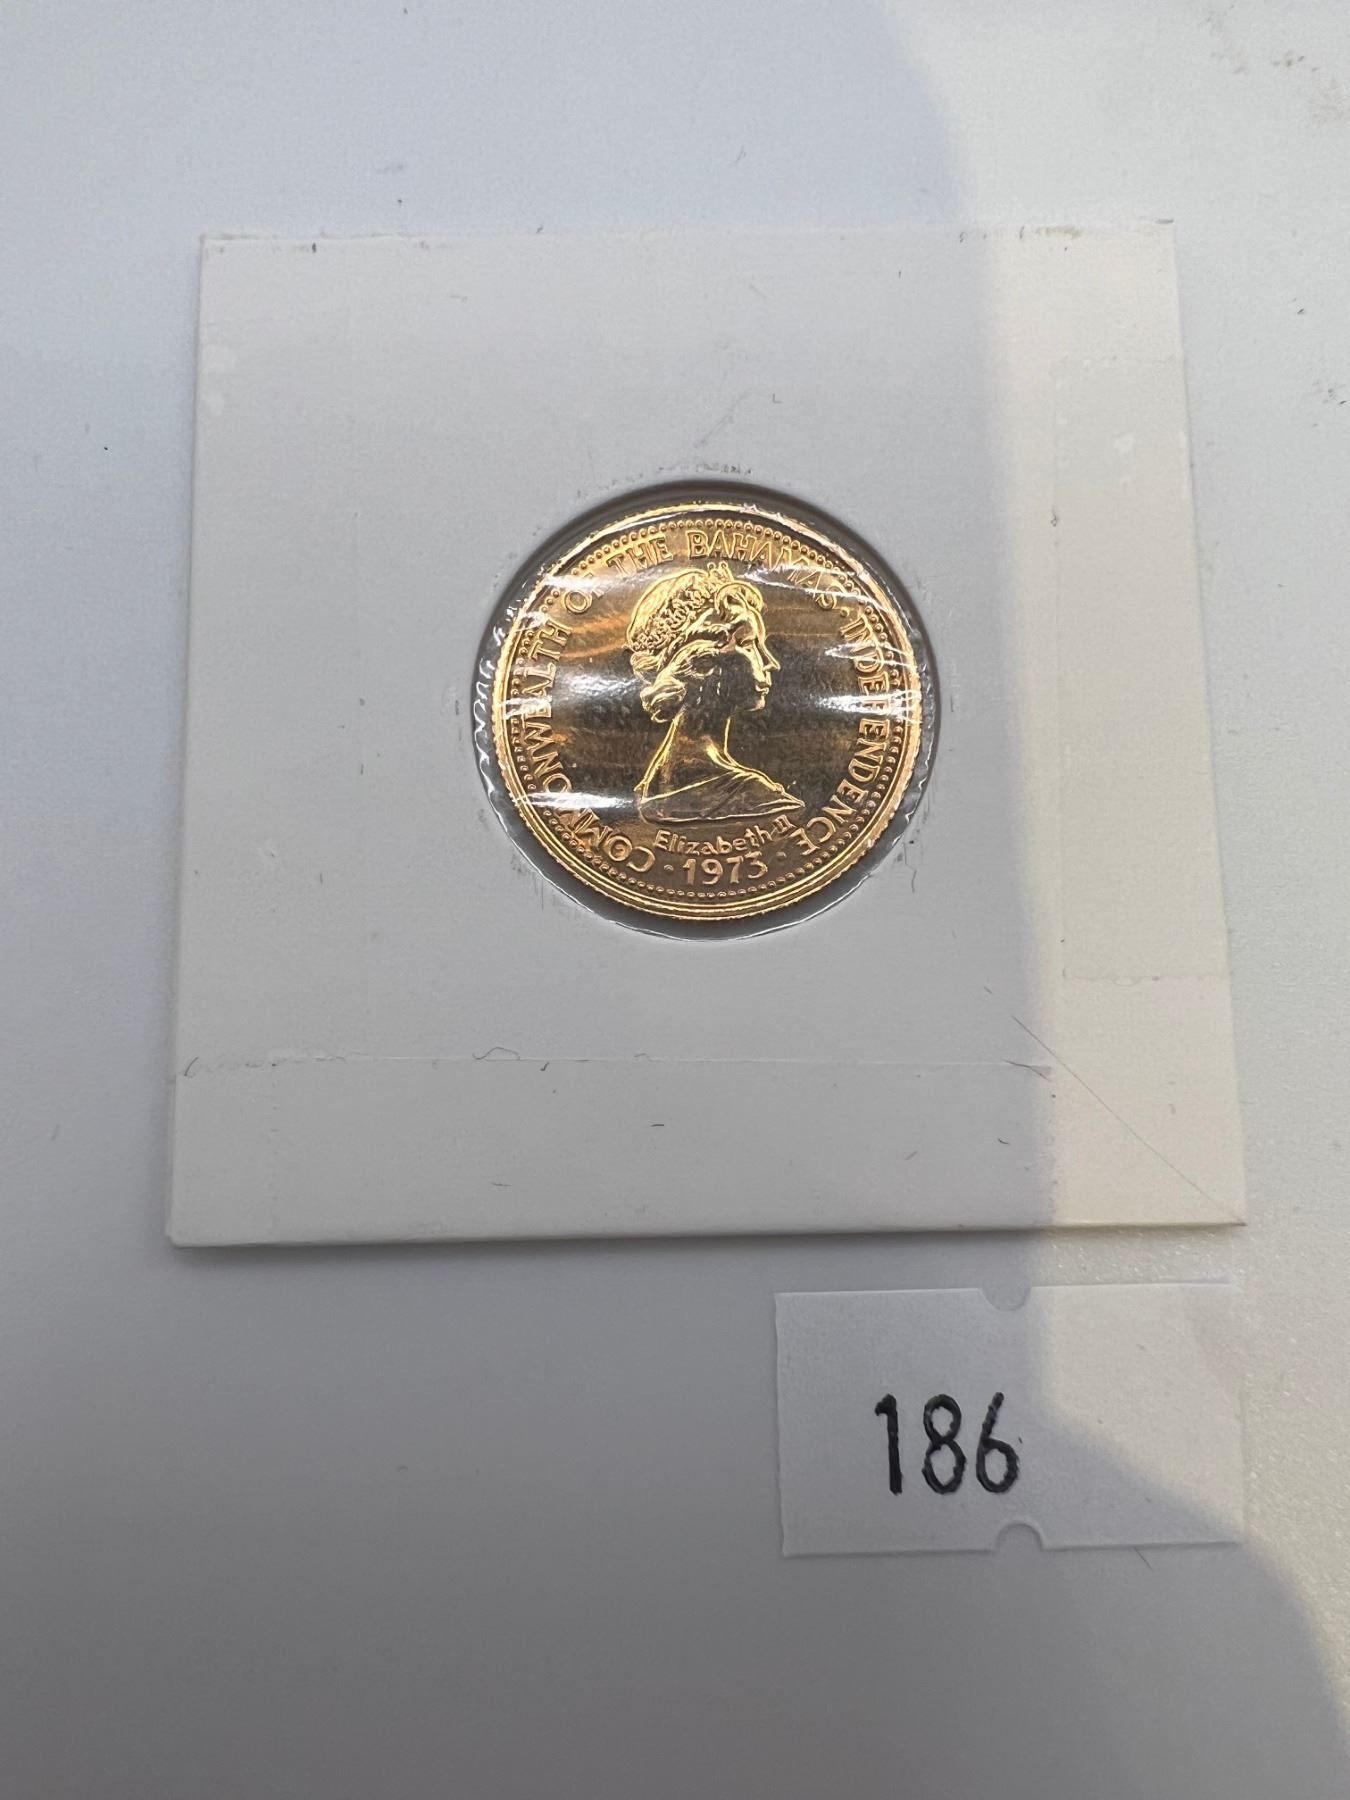 COMMONWEALTH OF THE BAHAMAS · INDEPENDENCE
Elizabeth II
· 1973 ·
186